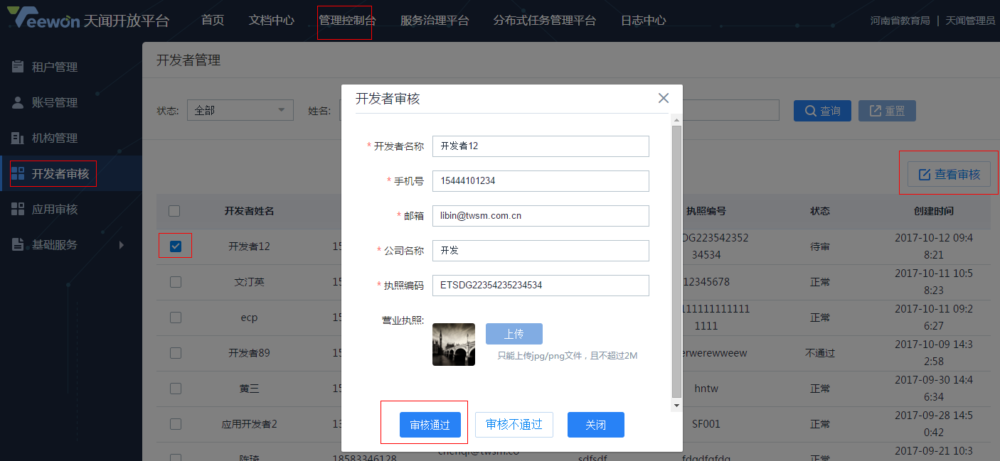 Teewon 天闻开放平台
首页
文档中心
管理控制台
服务治理平台
分布式任务管理平台
日志中心
河南省教育局 | 天闻管理员
租户管理
账号管理
机构管理
开发者审核
应用审核
基础服务
开发者管理
状态: 全部
姓名:
查询
重置
查看审核
开发者审核
* 开发者名称 开发者12
* 手机号 15444101234
* 邮箱 libin@twsm.com.cn
* 公司名称 开发
* 执照编码 ETSDG22354235234534
营业执照:
上传
只能上传jpg/png文件，且不超过2M
审核通过
审核不通过
关闭
开发者姓名 执照编号 状态 创建时间
开发者12 15 DG223542352 待审 2017-10-12 09:4
34534 8:21
文汀英 15 12345678 正常 2017-10-11 10:5
8:23
ecp 15 111111111111 正常 2017-10-11 09:2
1111 6:27
开发者89 15 erwerewweew 不通过 2017-10-09 14:3
2:58
黄三 15 hntw 正常 2017-09-30 14:4
6:34
应用开发者2 13 SF001 正常 2017-09-28 14:5
0:42
陈琦 18583346128 chenqi@twsm.co sdfsdf fdgdfgfdg 正常 2017-09-21 10:3